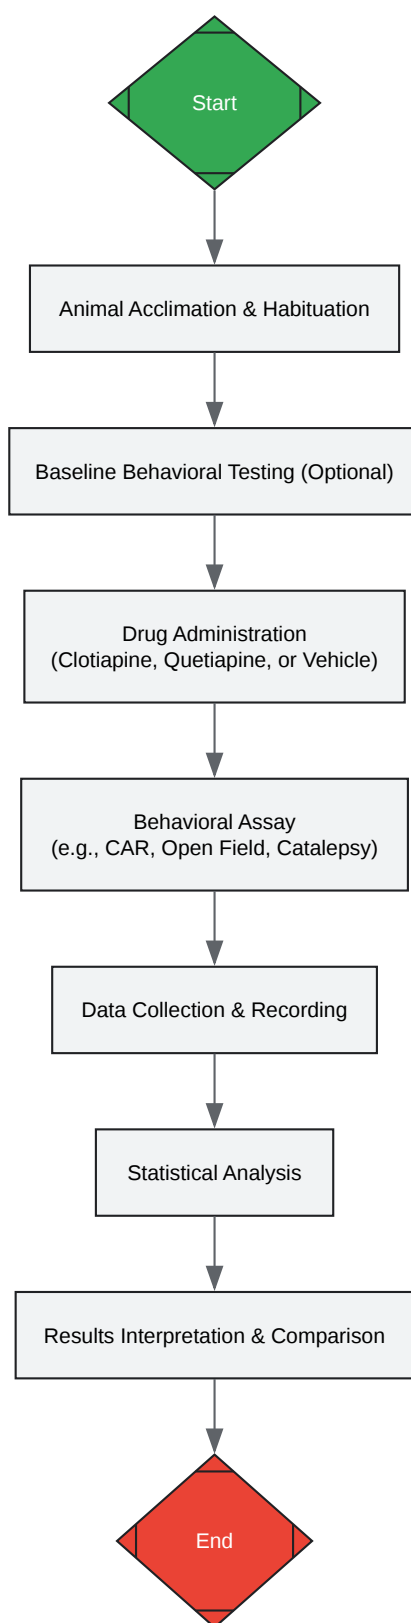 Start
Animal Acclimation & Habituation
Baseline Behavioral Testing (Optional)
Drug Administration
(Clotiapine, Quetiapine, or Vehicle)
Behavioral Assay
(e.g., CAR, Open Field, Catalepsy)
Data Collection & Recording
Statistical Analysis
Results Interpretation & Comparison
End